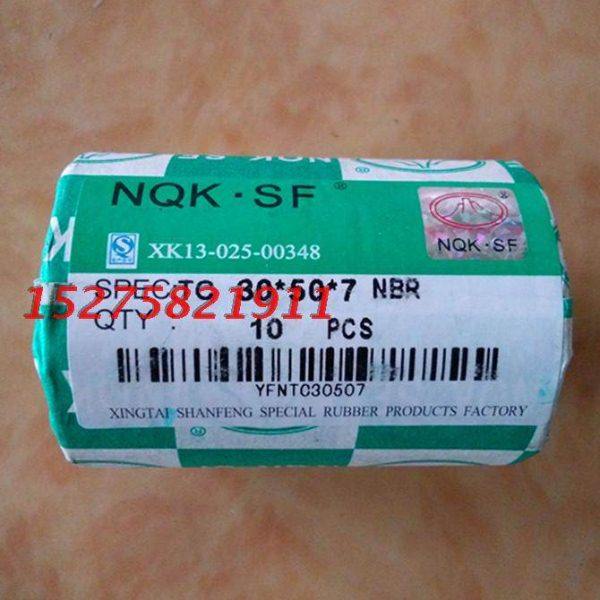 NQK·SF®
XK13-025-00348
NQK·SF
SPEC:TC 30*50*7 NBR
15275821911
QTY : 10 PCS
YFNTC30507
XINGTAI SHANFENG SPECIAL RUBBER PRODUCTS FACTORY